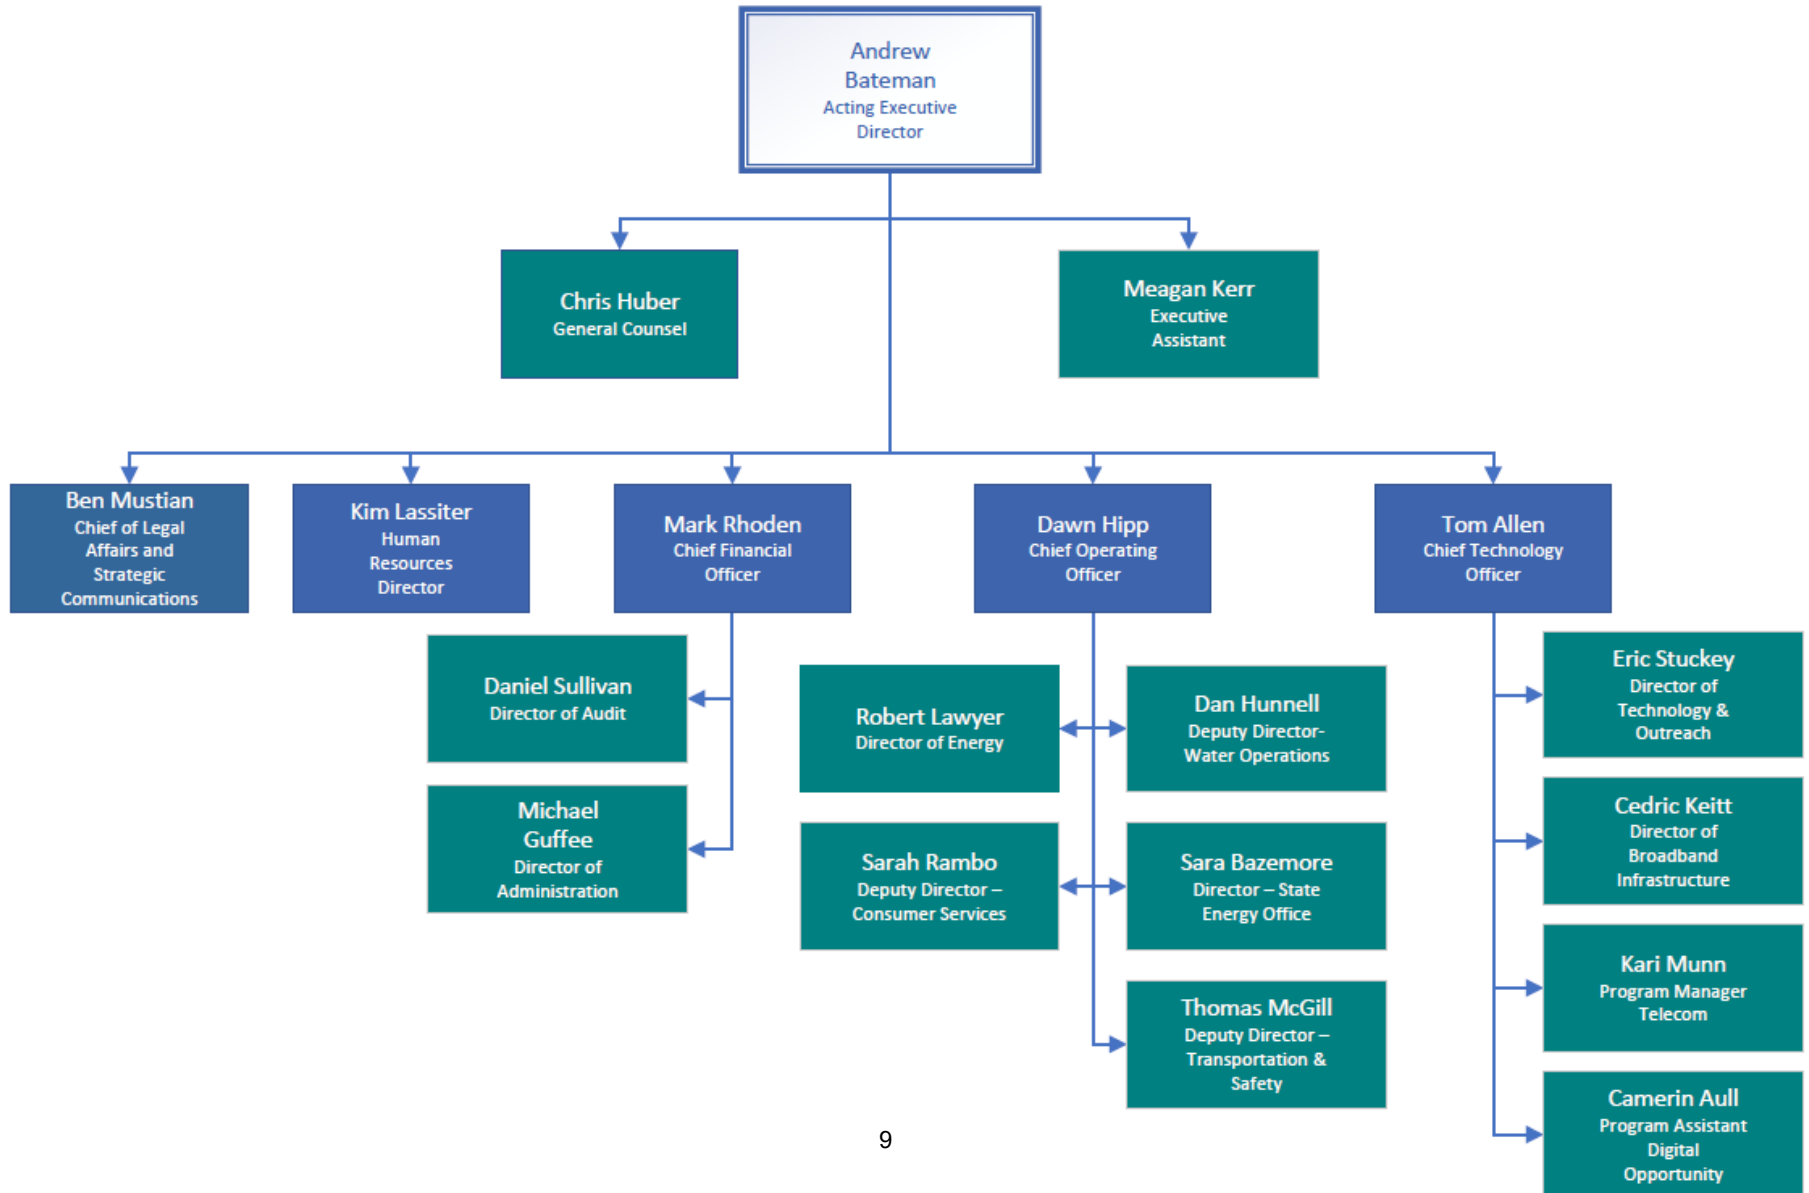 Andrew
Bateman
Acting Executive
Director
Chris Huber
General Counsel
Meagan Kerr
Executive
Assistant
Ben Mustian
Chief of Legal
Affairs and
Strategic
Communications
Kim Lassiter
Human
Resources
Director
Mark Rhoden
Chief Financial
Officer
Dawn Hipp
Chief Operating
Officer
Tom Allen
Chief Technology
Officer
Daniel Sullivan
Director of Audit
Michael
Guffee
Director of
Administration
Robert Lawyer
Director of Energy
Dan Hunnell
Deputy Director-
Water Operations
Sarah Rambo
Deputy Director –
Consumer Services
Sara Bazemore
Director – State
Energy Office
Thomas McGill
Deputy Director –
Transportation &
Safety
Eric Stuckey
Director of
Technology &
Outreach
Cedric Keitt
Director of
Broadband
Infrastructure
Kari Munn
Program Manager
Telecom
Camerin Aull
Program Assistant
Digital
Opportunity
9